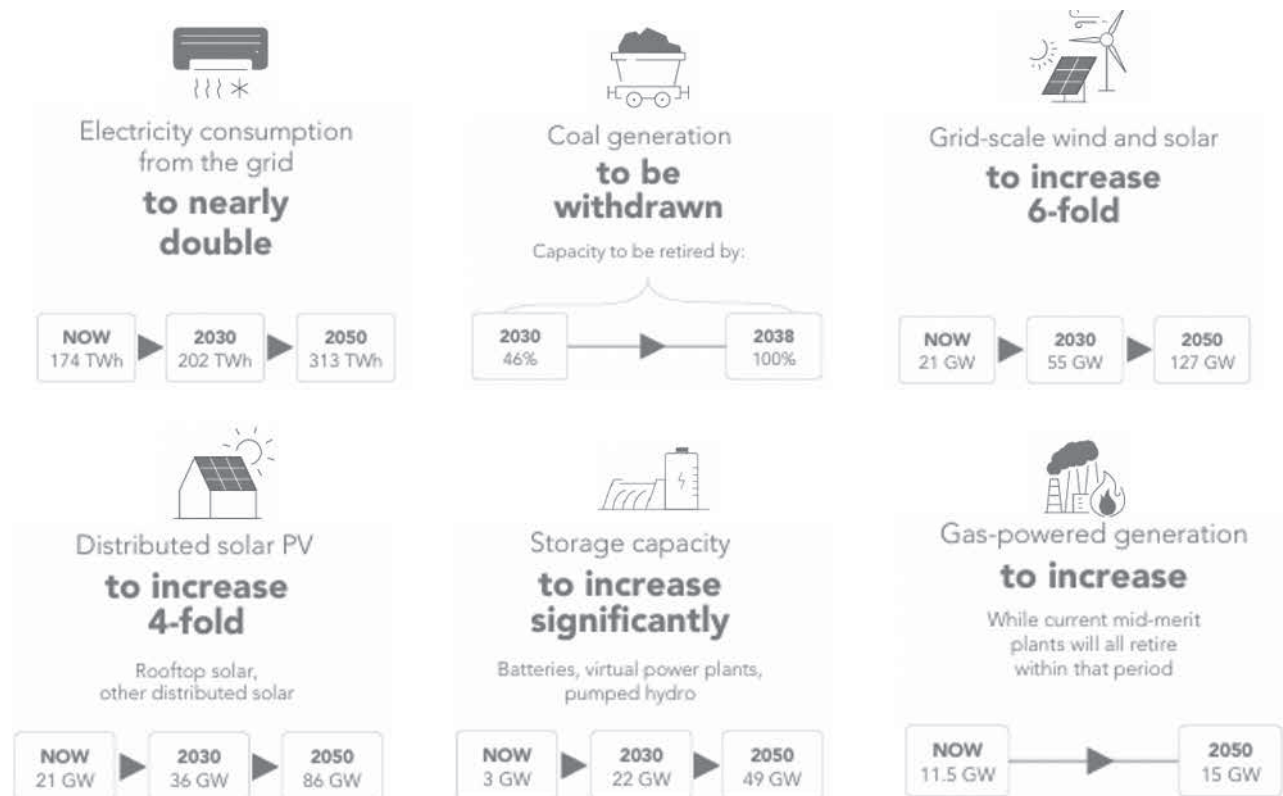 Electricity consumption
from the grid
to nearly
double
NOW
174 TWh
2030
202 TWh
2050
313 TWh
Coal generation
to be
withdrawn
Capacity to be retired by:
2030
46%
2038
100%
Grid-scale wind and solar
to increase
6-fold
NOW
21 GW
2030
55 GW
2050
127 GW
Distributed solar PV
to increase
4-fold
Rooftop solar,
other distributed solar
NOW
21 GW
2030
36 GW
2050
86 GW
Storage capacity
to increase
significantly
Batteries, virtual power plants,
pumped hydro
NOW
3 GW
2030
22 GW
2050
49 GW
Gas-powered generation
to increase
While current mid-merit
plants will all retire
within that period
NOW
11.5 GW
2050
15 GW